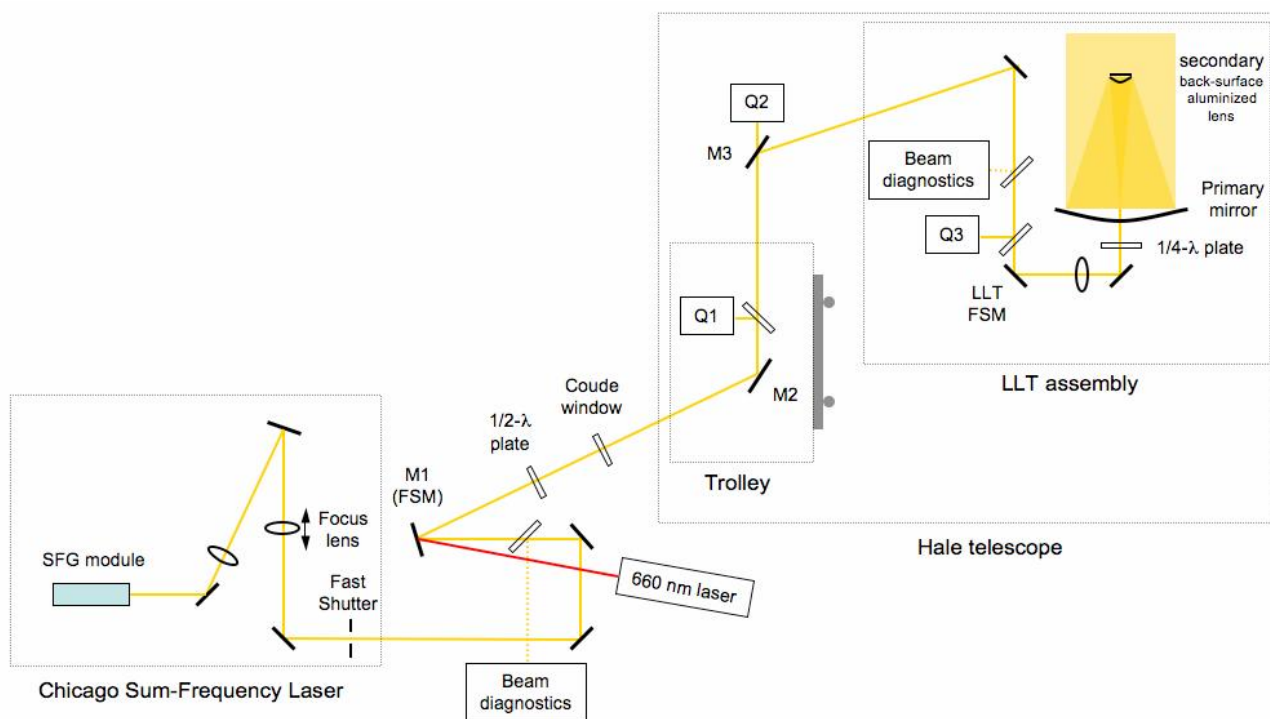 SFG module
Focus
lens
Fast
Shutter
Chicago Sum-Frequency Laser
M1
(FSM)
1/2-λ
plate
Coude
window
660 nm laser
Beam
diagnostics
Q1
M2
Trolley
Q2
M3
Hale telescope
Beam
diagnostics
Q3
LLT
FSM
1/4-λ plate
Primary
mirror
secondary
back-surface
aluminized
lens
LLT assembly